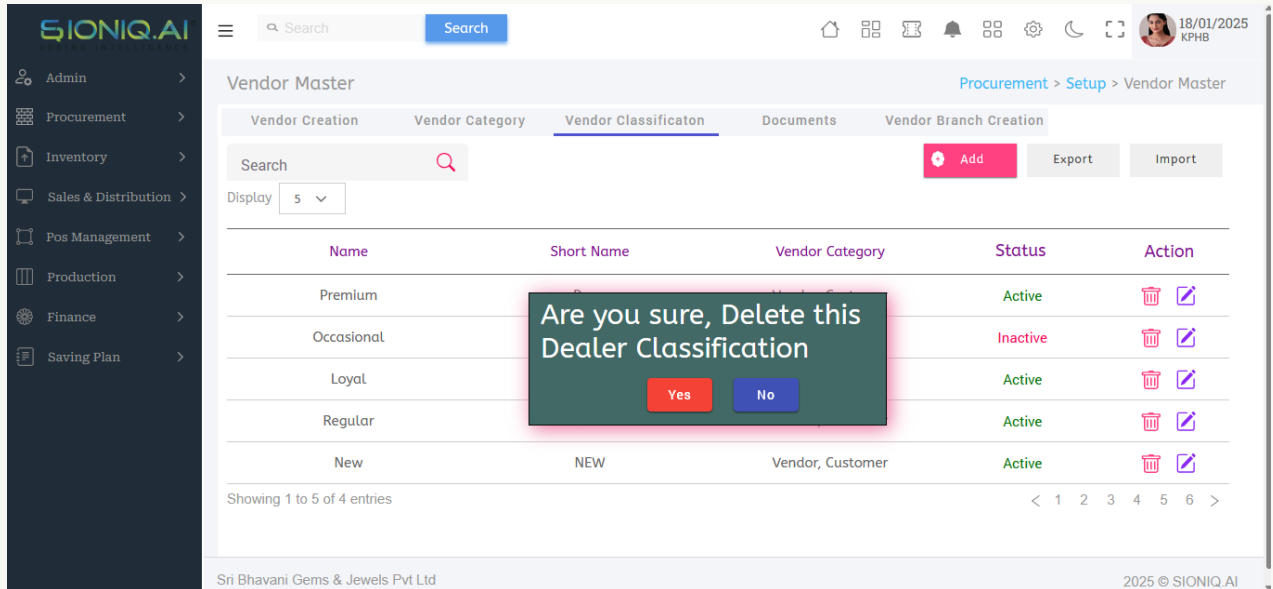 SIONIQ.AI
Search
Search
18/01/2025
KPHB
Admin
Procurement
Inventory
Sales & Distribution
Pos Management
Production
Finance
Saving Plan
Vendor Master
Procurement > Setup > Vendor Master
Vendor Creation Vendor Category Vendor Classificaton Documents Vendor Branch Creation
Search
Add Export Import
Display 5
Name Short Name Vendor Category Status Action
Premium Active
Occasional Inactive
Loyal Active
Regular Active
New NEW Vendor, Customer Active
Are you sure, Delete this
Dealer Classification
Yes No
Showing 1 to 5 of 4 entries
< 1 2 3 4 5 6 >
Sri Bhavani Gems & Jewels Pvt Ltd
2025 © SIONIQ.AI